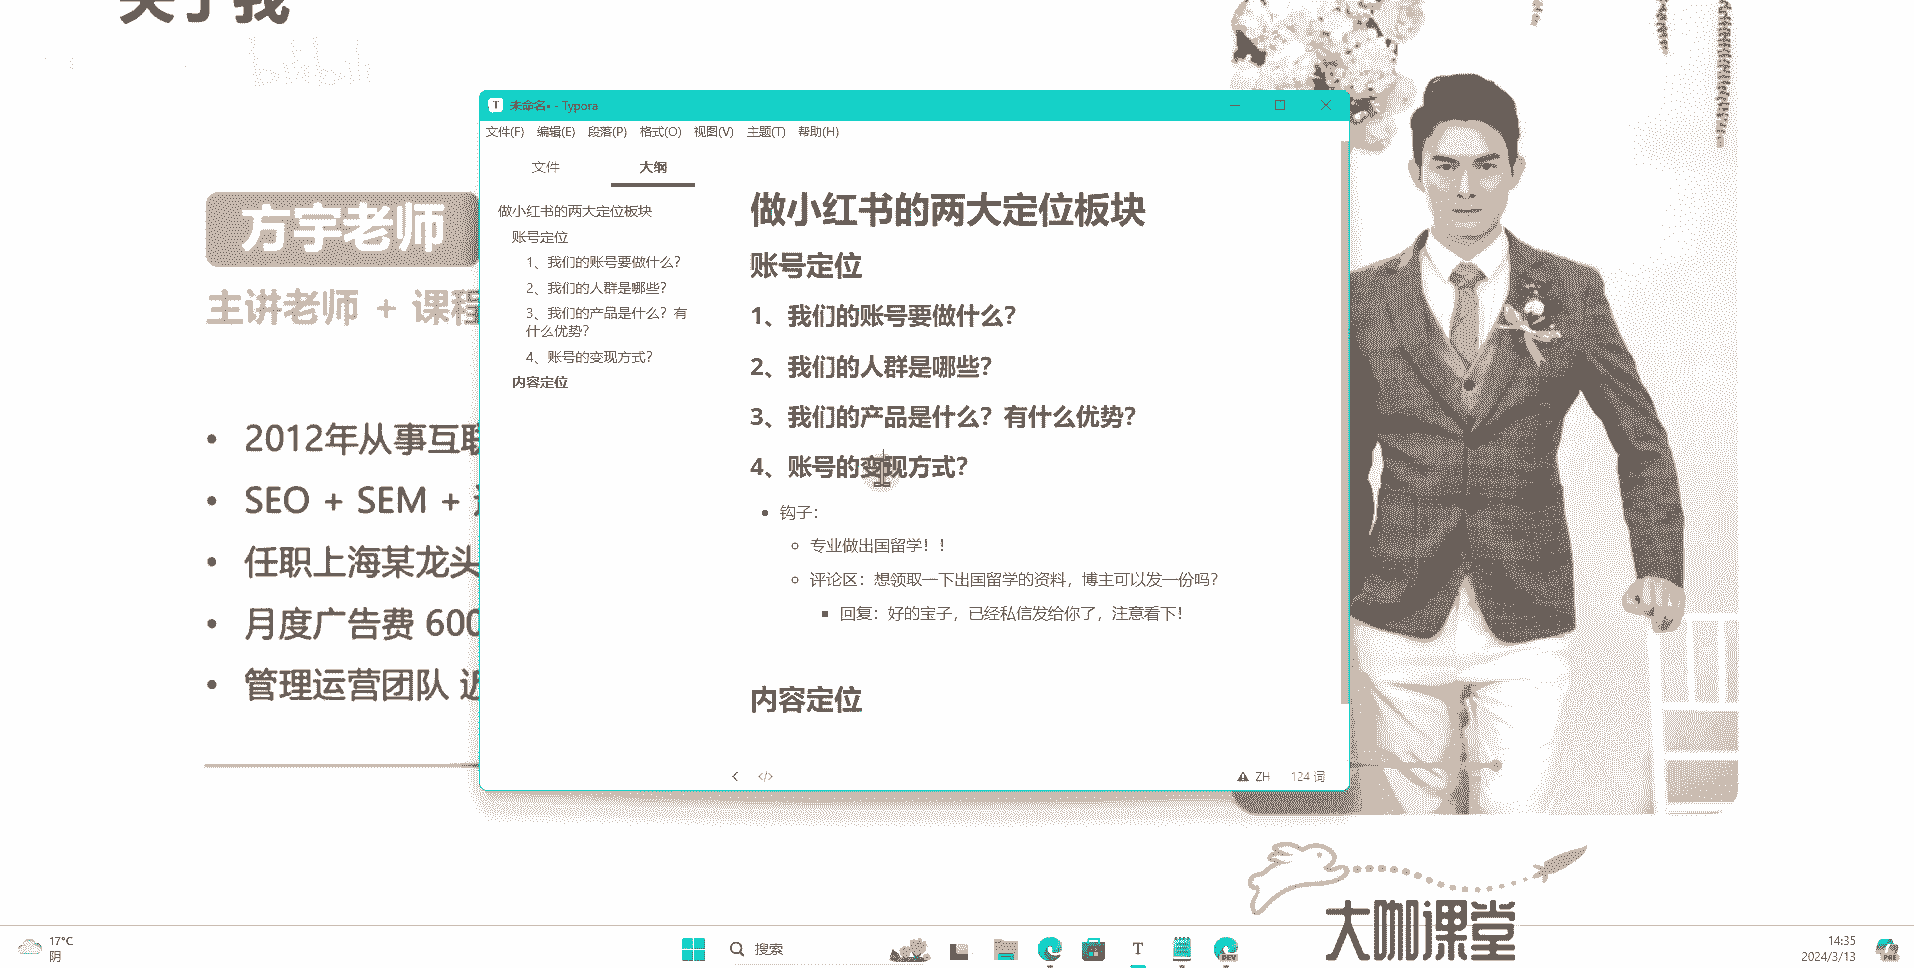 关于我
bilibili
方宇老师
主讲老师 + 课程
2012年从事互联
SEO + SEM +
任职上海某龙头
月度广告费 600
管理运营团队 近
未命名• - Typora
文件(F) 编辑(E) 段落(P) 格式(O) 视图(V) 主题(T) 帮助(H)
文件 大纲
做小红书的两大定位板块
账号定位
1、我们的账号要做什么?
2、我们的人群是哪些?
3、我们的产品是什么? 有
什么优势?
4、账号的变现方式?
内容定位
做小红书的两大定位板块
账号定位
1、我们的账号要做什么?
2、我们的人群是哪些?
3、我们的产品是什么? 有什么优势?
4、账号的变现方式?
钩子:
专业做出国留学! !
评论区: 想领取一下出国留学的资料, 博主可以发一份吗?
回复: 好的宝子, 已经私信发给你了, 注意看下!
内容定位
ZH 124 词
大咖课堂
17°C
阴
搜索
T
DEV
14:35
2024/3/13
PRE